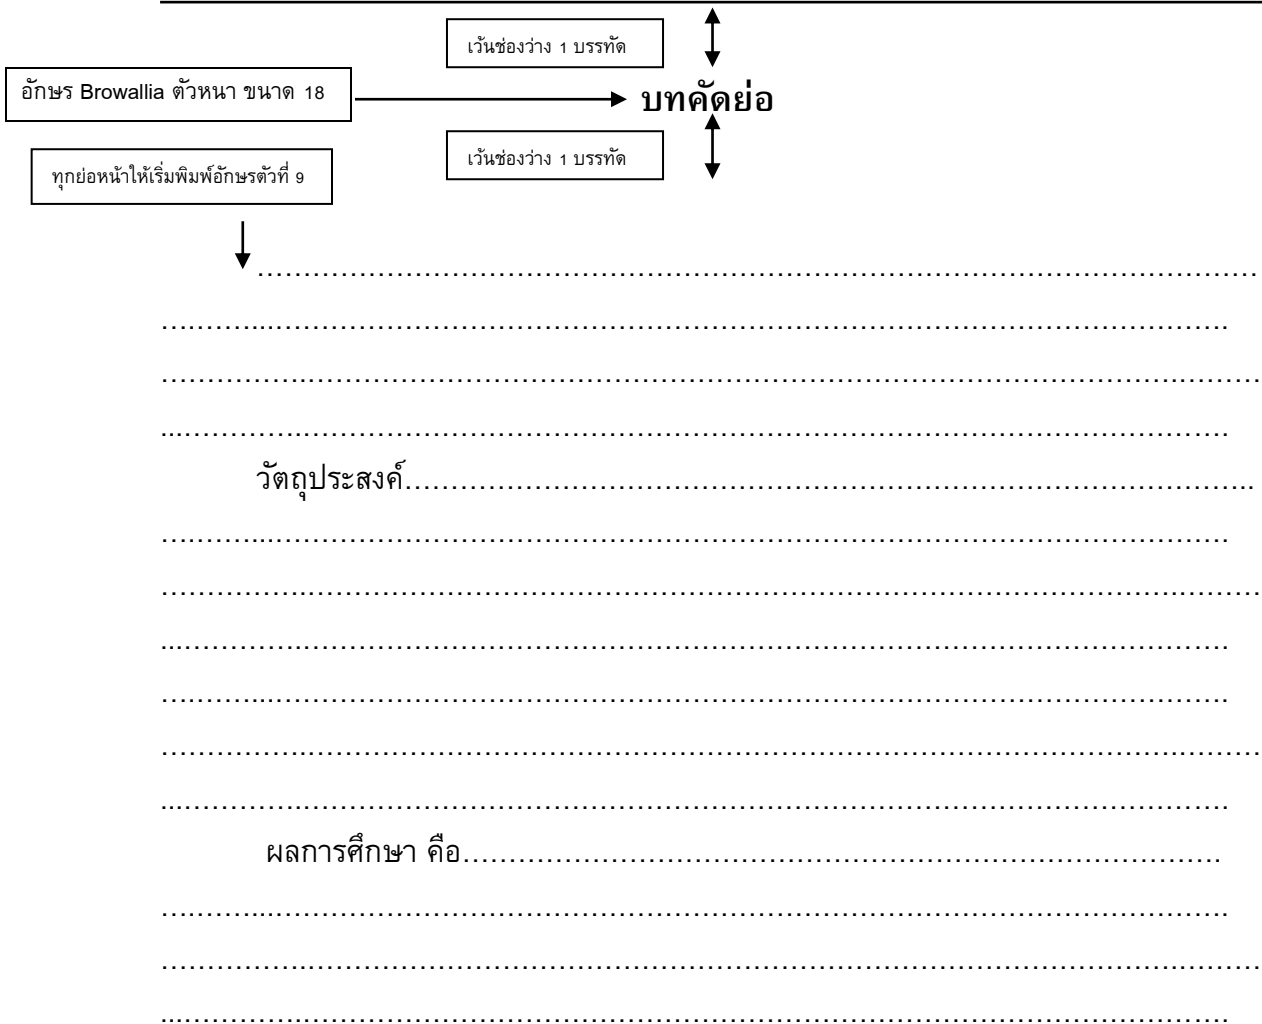 เว้นช่องว่าง 1 บรรทัด
อักษร Browallia ตัวหนา ขนาด 18
บทคัดย่อ
เว้นช่องว่าง 1 บรรทัด
ทุกย่อหน้าให้เริ่มพิมพ์อักษรตัวที่ 9
……………………………………………………………………………………………
………..…………………………………………………………………………………………….
…………….……………………………………………………………………………….………
...………….……………………………………………………………………………………….
วัตถุประสงค์……………………………………………………………………………..
………..…………………………………………………………………………………………….
…………….……………………………………………………………………………….………
...………….……………………………………………………………………………………….
………..…………………………………………………………………………………………….
…………….……………………………………………………………………………….………
...………….……………………………………………………………………………………….
ผลการศึกษา คือ…………………………………………………………………….
………..…………………………………………………………………………………………….
…………….……………………………………………………………………………….………
...………….……………………………………………………………………………………….